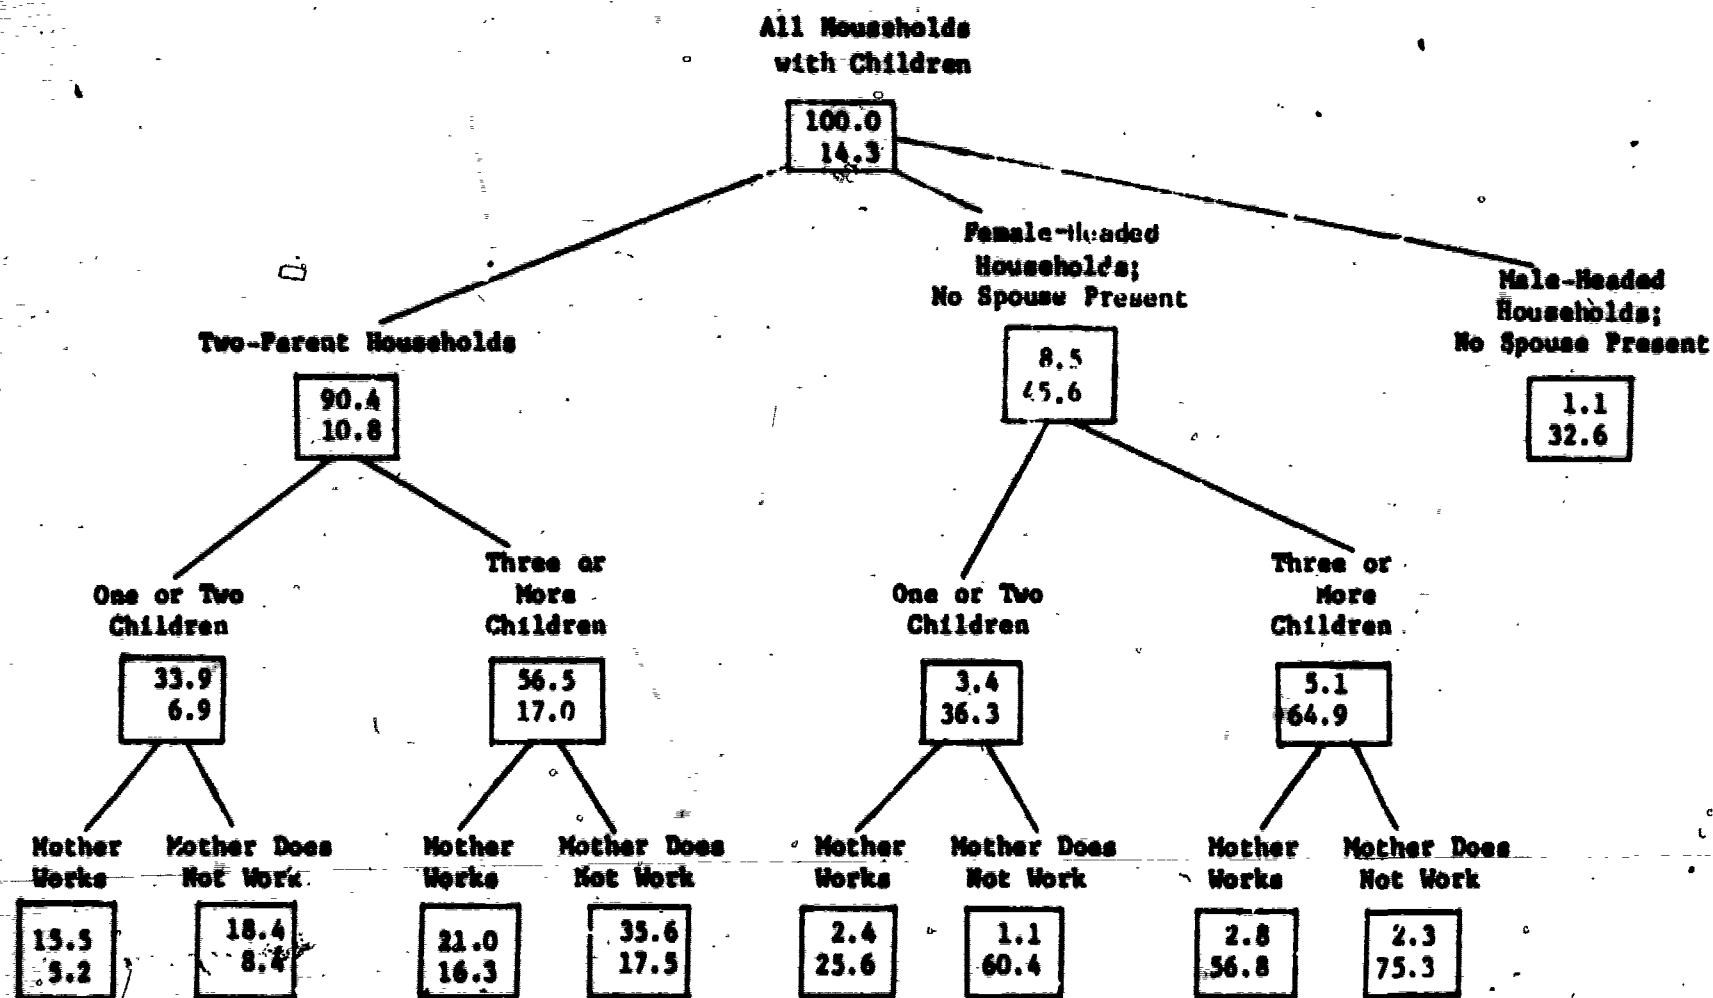 All Households
with Children
100.0
14.3
Female-Headed
Households;
No Spouse Present
Male-Headed
Households;
No Spouse Present
Two-Parent Households
8.5
45.6
90.4
10.8
1.1
32.6
One or Two
Children
Three or
More
Children
One or Two
Children
Three or
More
Children
33.9
6.9
56.5
17.0
3.4
36.3
5.1
64.9
Mother
Works
Mother Does
Not Work
Mother
Works
Mother Does
Not Work
Mother
Works
Mother Does
Not Work
Mother
Works
Mother Does
Not Work
15.5
5.2
18.4
8.4
21.0
16.3
35.6
17.5
2.4
25.6
1.1
60.4
2.8
56.8
2.3
75.3